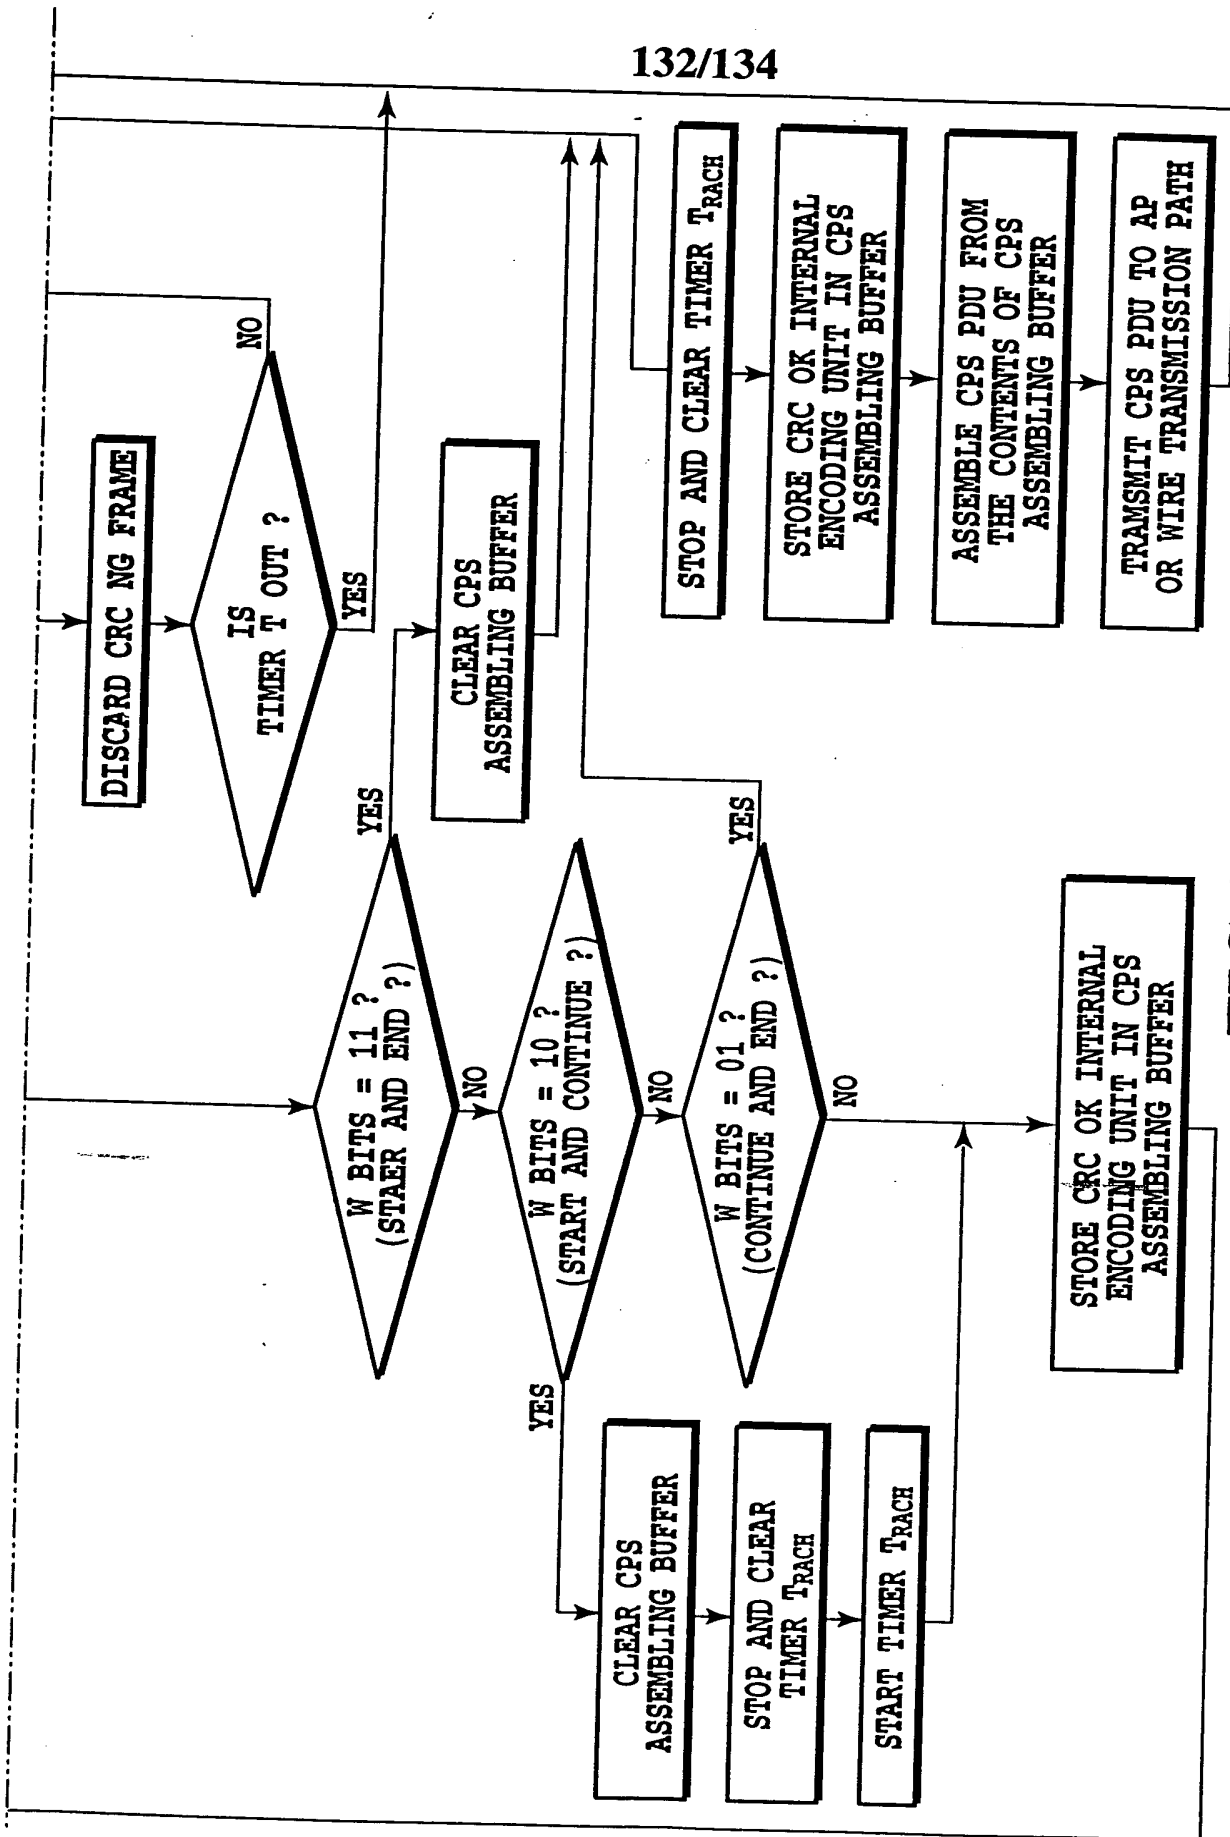 132/134
DISCARD CRC NG FRAME
IS
TIMER T OUT ?
NO
YES
W BITS = 11 ?
(STAER AND END ?)
YES
NO
CLEAR CPS
ASSEMBLING BUFFER
W BITS = 10 ?
(START AND CONTINUE ?)
YES
NO
W BITS = 01 ?
(CONTINUE AND END ?)
YES
NO
CLEAR CPS
ASSEMBLING BUFFER
STOP AND CLEAR
TIMER TRACH
START TIMER TRACH
STORE CRC OK INTERNAL
ENCODING UNIT IN CPS
ASSEMBLING BUFFER
STOP AND CLEAR TIMER TRACH
STORE CRC OK INTERNAL
ENCODING UNIT IN CPS
ASSEMBLING BUFFER
ASSEMBLE CPS PDU FROM
THE CONTENTS OF CPS
ASSEMBLING BUFFER
TRAMSMIT CPS PDU TO AP
OR WIRE TRANSMISSION PATH